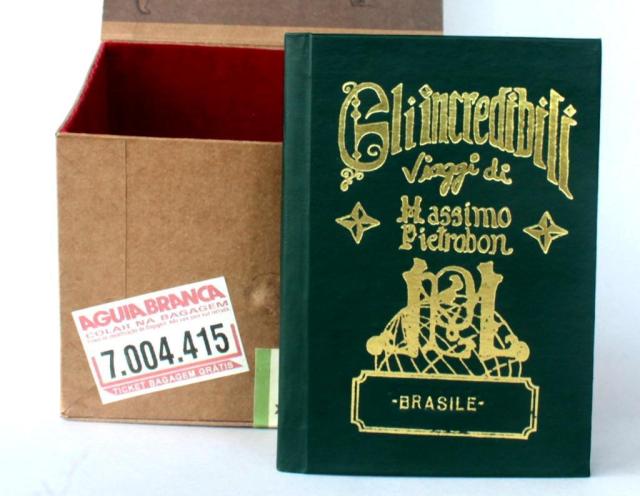 AGUIA BRANCA
COLAR NA BAGAGEM
7.004.415
TICKET BAGAGEM GRÁTIS
Gli incredibili
Viaggi di
Massimo
Pietrobon
-BRASILE-